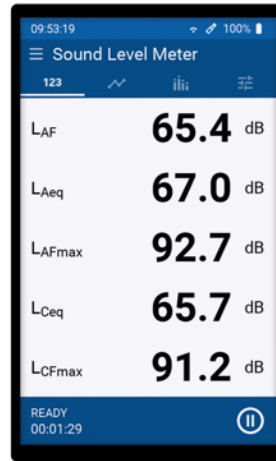 09:53:19 100%
Sound Level Meter
123
LAF 65.4 dB
LAeq 67.0 dB
LAFmax 92.7 dB
LCeq 65.7 dB
LCFmax 91.2 dB
READY
00:01:29